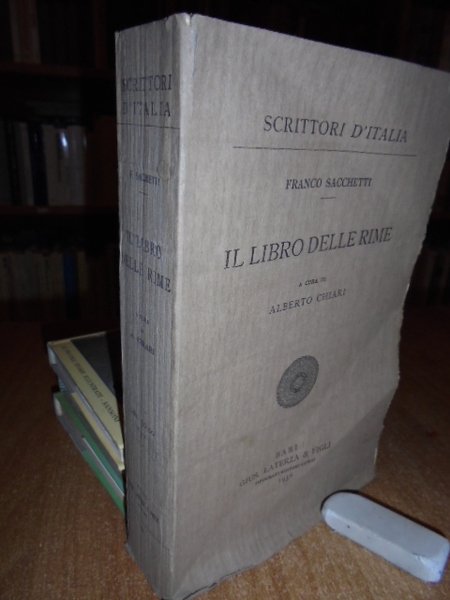 SCRITTORI
D'ITALIA
F. SACCHETTI
IL LIBRO
DELLE RIME
A. CHIARI
SCRITTORI D'ITALIA
FRANCO SACCHETTI
IL LIBRO DELLE RIME
A CURA DI
ALBERTO CHIARI
BARI
GIUS. LATERZA & FIGLI
1936